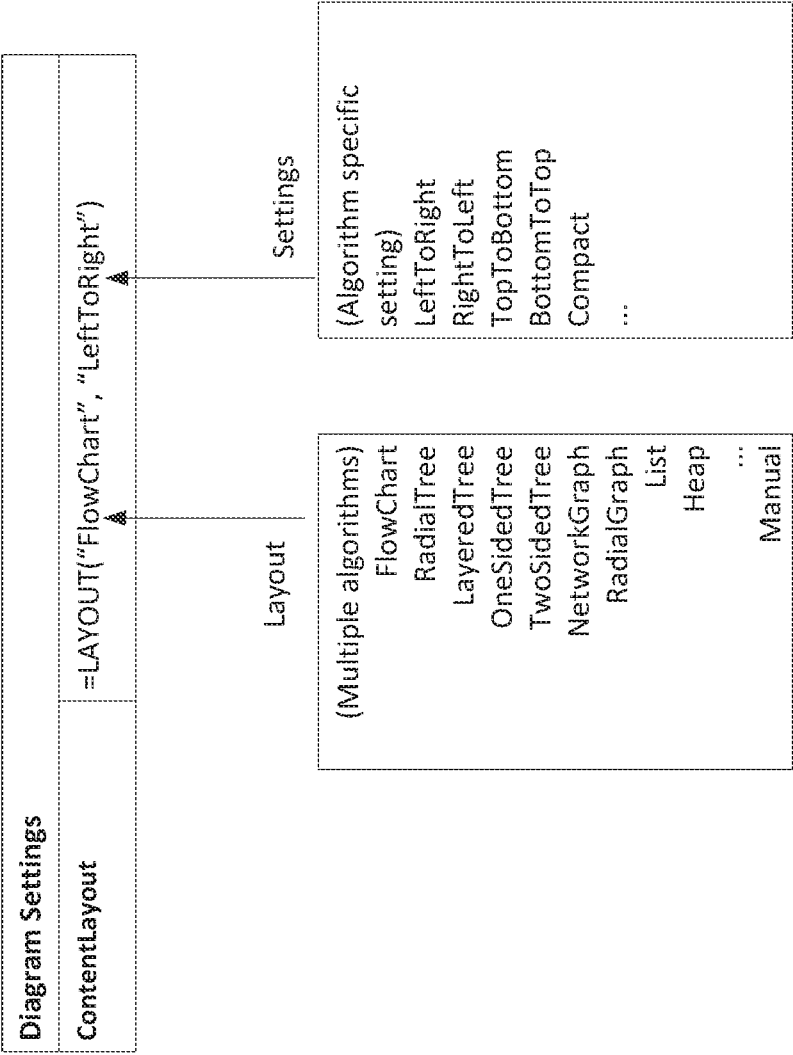 Diagram Settings
ContentLayout
=LAYOUT(“FlowChart”, “LeftToRight”)
Layout
Settings
(Multiple algorithms)
FlowChart
RadialTree
LayeredTree
OneSidedTree
TwoSidedTree
NetworkGraph
RadialGraph
List
Heap
...
Manual
(Algorithm specific
setting)
LeftToRight
RightToLeft
TopToBottom
BottomToTop
Compact
...